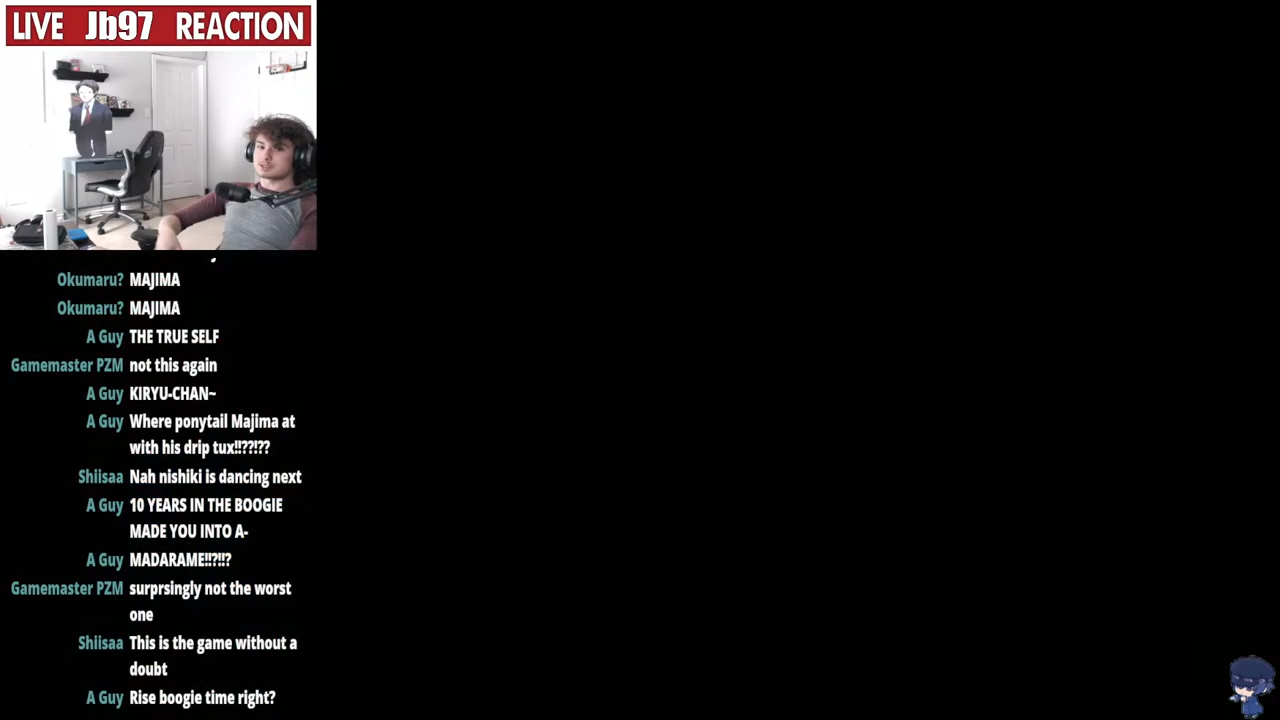 LIVE Jb97 REACTION
Okumaru? MAJIMA
Okumaru? MAJIMA
A Guy THE TRUE SELF
Gamemaster PZM not this again
A Guy KIRYU-CHAN~
A Guy Where ponytail Majima at
with his drip tux!!??!??
Shiisaa Nah nishiki is dancing next
A Guy 10 YEARS IN THE BOOGIE
MADE YOU INTO A-
A Guy MADARAME!!?!!?
Gamemaster PZM surprsingly not the worst
one
Shiisaa This is the game without a
doubt
A Guy Rise boogie time right?